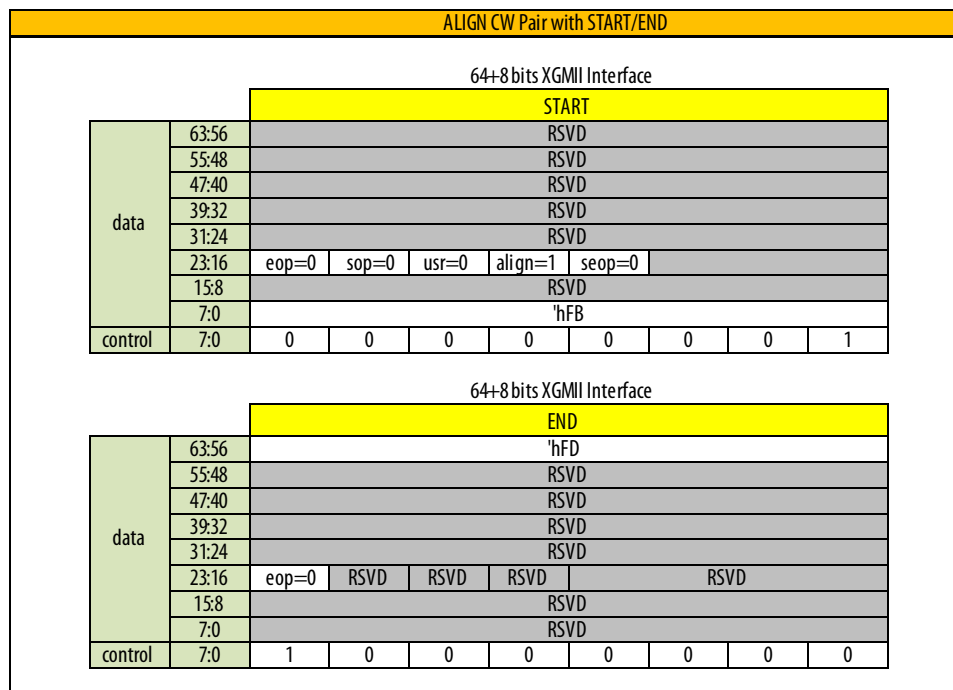 ALIGN CW Pair with START/END
64+8 bits XGMII Interface
START
data
63:56 RSVD
55:48 RSVD
47:40 RSVD
39:32 RSVD
31:24 RSVD
23:16 eop=0 sop=0 usr=0 align=1 seop=0
15:8 RSVD
7:0 'hFB
control 7:0 0 0 0 0 0 0 0 1
64+8 bits XGMII Interface
END
data
63:56 'hFD
55:48 RSVD
47:40 RSVD
39:32 RSVD
31:24 RSVD
23:16 eop=0 RSVD RSVD RSVD RSVD
15:8 RSVD
7:0 RSVD
control 7:0 1 0 0 0 0 0 0 0